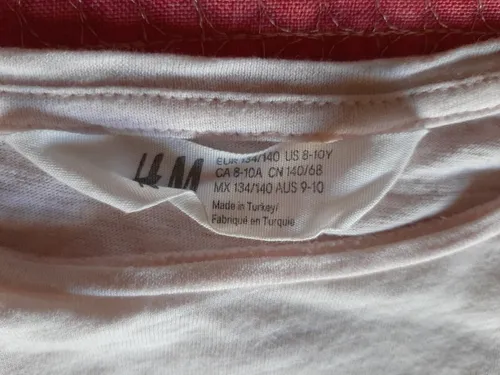 H&M
EUR 134/140 US 8-10Y
CA 8-10A CN 140/68
MX 134/140 AUS 9-10
Made in Turkey/
Fabriqué en Turquie